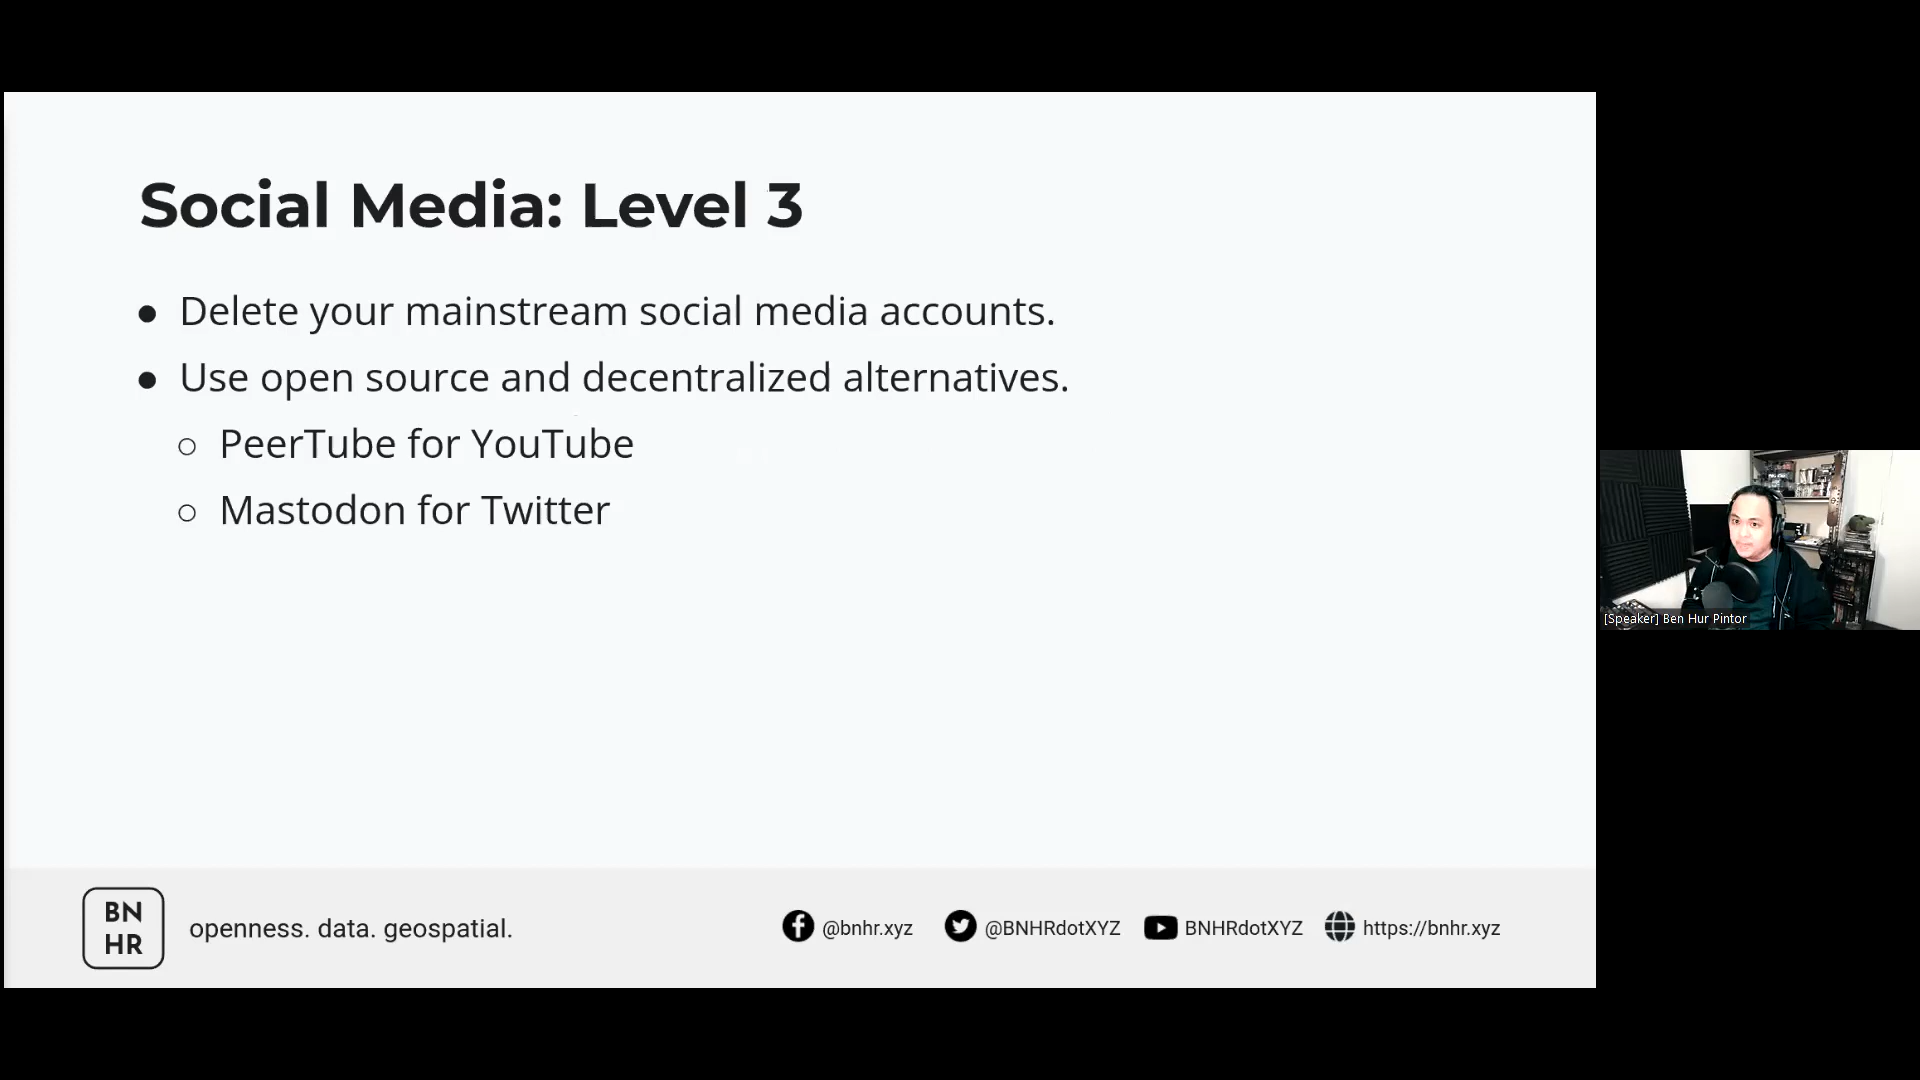 Social Media: Level 3
● Delete your mainstream social media accounts.
● Use open source and decentralized alternatives.
○ PeerTube for YouTube
○ Mastodon for Twitter
[Speaker] Ben Hur Pintor
BN
HR
openness. data. geospatial.
@bnhr.xyz
@BNHRdotXYZ
BNHRdotXYZ
https://bnhr.xyz